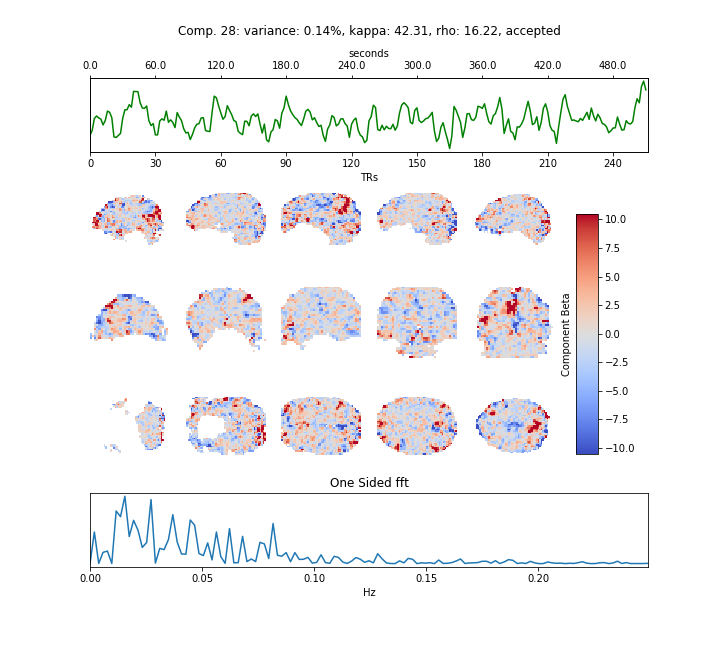 Comp. 28: variance: 0.14%, kappa: 42.31, rho: 16.22, accepted
seconds
0.0 60.0 120.0 180.0 240.0 300.0 360.0 420.0 480.0
0 30 60 90 120 150 180 210 240
TRs
10.0
7.5
5.0
2.5
0.0
−2.5
−5.0
−7.5
−10.0
Component Beta
One Sided fft
0.00 0.05 0.10 0.15 0.20
Hz